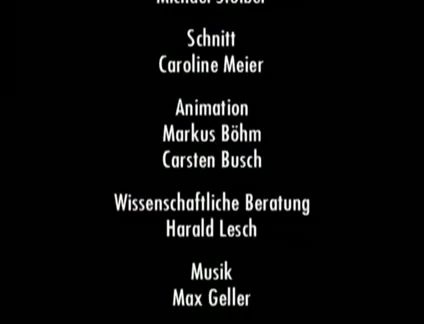 Schnitt
Caroline Meier
Animation
Markus Böhm
Carsten Busch
Wissenschaftliche Beratung
Harald Lesch
Musik
Max Geller